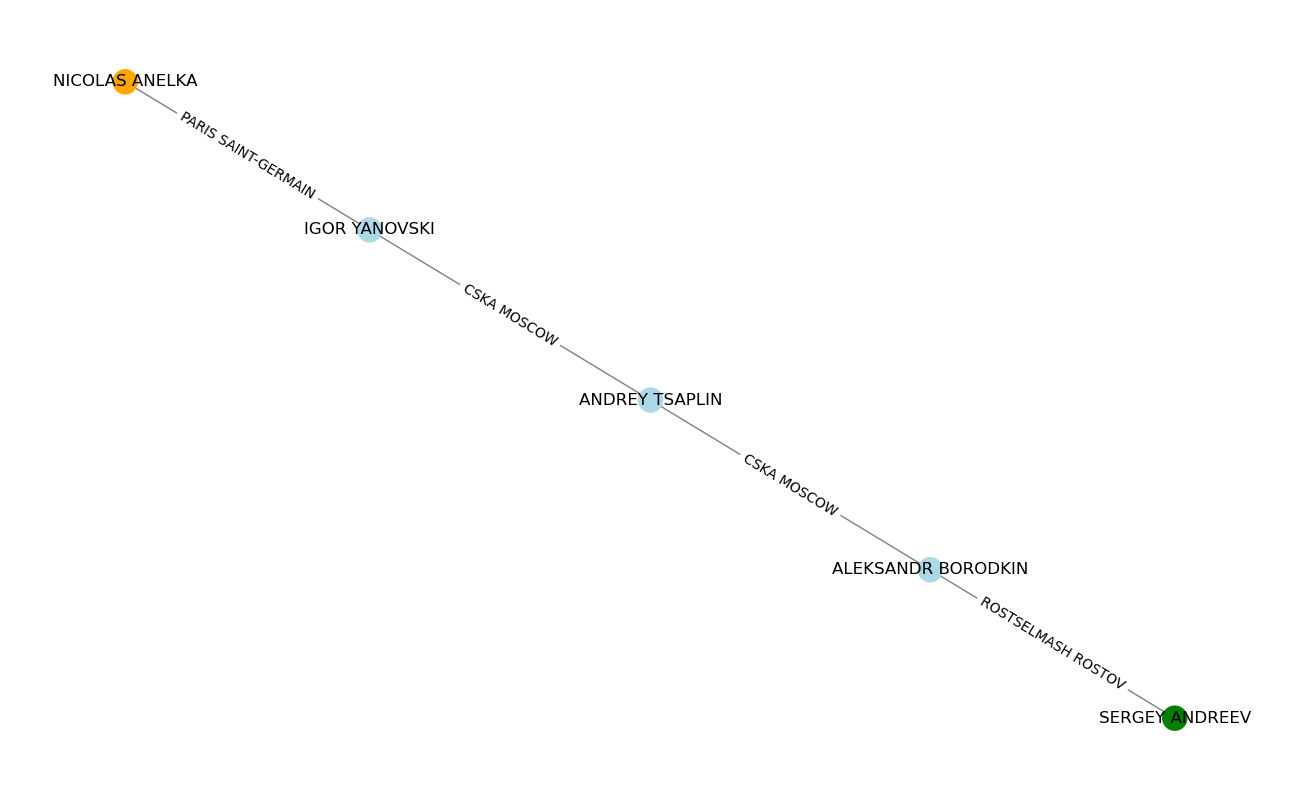 NICOLAS ANELKA
PARIS SAINT-GERMAIN
IGOR YANOVSKI
CSKA MOSCOW
ANDREY TSAPLIN
CSKA MOSCOW
ALEKSANDR BORODKIN
ROSTSELMASH ROSTOV
SERGEY ANDREEV